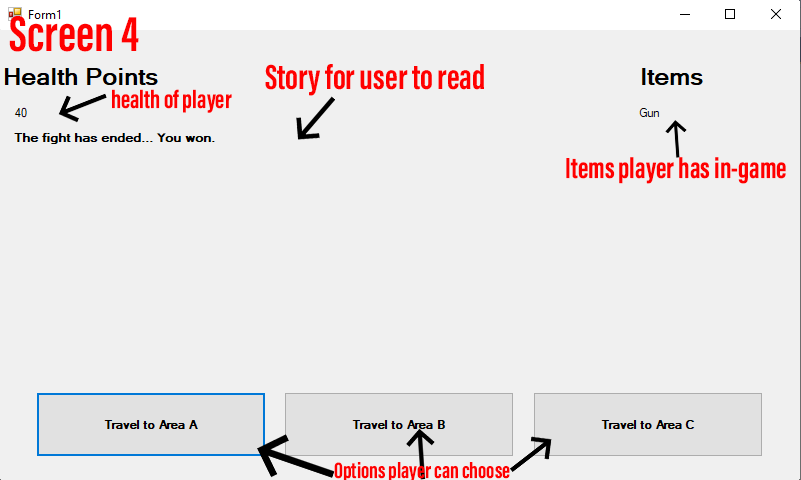 Form1
Screen 4
Health Points
Story for user to read
Items
health of player
40
Gun
The fight has ended... You won.
Items player has in-game
Travel to Area A
Travel to Area B
Travel to Area C
Options player can choose